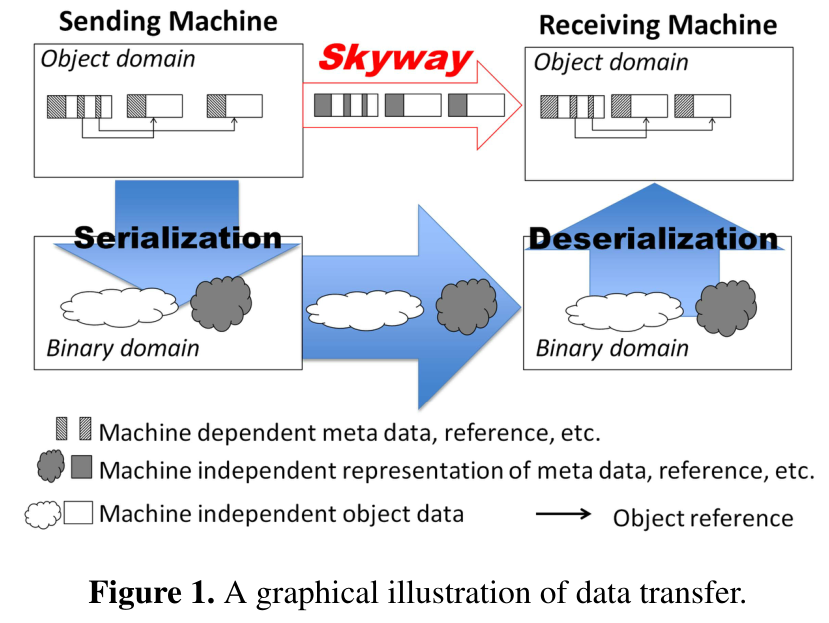 Sending Machine
Receiving Machine
Object domain
Skyway
Object domain
Serialization
Deserialization
Binary domain
Binary domain
Machine dependent meta data, reference, etc.
Machine independent representation of meta data, reference, etc.
Machine independent object data
Object reference
Figure 1. A graphical illustration of data transfer.